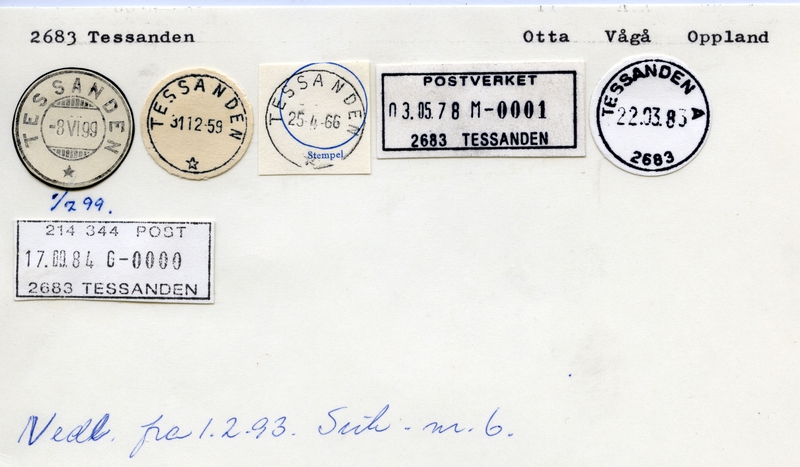 2683 Tessanden Otta Vågå Oppland
TESSANDEN
-8 VI 99
TESSANDEN
31 12-59
TESSANDEN
25-4-66
Stempel
POSTVERKET
03.05.78 M-0001
2683 TESSANDEN
TESSANDEN A
22.03.83
2683
1/7 99.
214 344 POST
17.09.84 G-0000
2683 TESSANDEN
Nedl. fra 1.2.93. nr. 6.